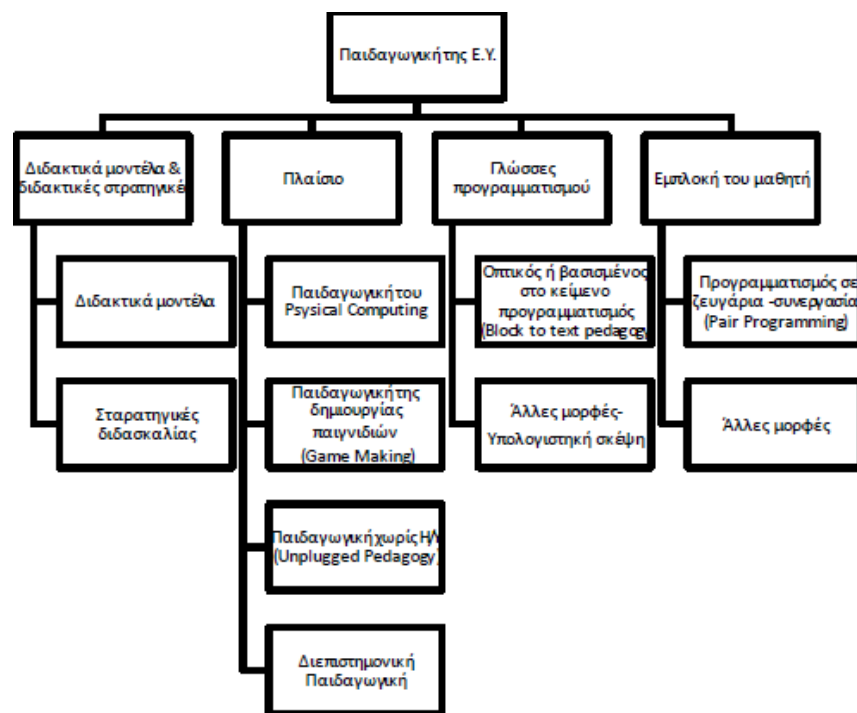 Παιδαγωγική της Ε.Υ.
Διδακτικά μοντέλα &
διδακτικές στρατηγικέ
Πλαίσιο
Γλώσσες
προγραμματισμού
Εμπλοκή του μαθητή
Διδακτικά μοντέλα
Παιδαγωγική του
Psysical Computing
Οπτικός ή βασισμένος
στο κείμενο
προγραμματισμός
(Block to text pedagogy
Προγραμματισμός σε
ζευγάρια -συνεργασία
(Pair Programming)
Σταρατηγικές
διδασκαλίας
Παιδαγωγική της
δημιουργίας
παιγνιδιών
(Game Making)
Άλλες μορφές-
Υπολογιστηκή σκέψη
Άλλες μορφές
Παιδαγωγική χωρίς Η/Υ
(Unplugged Pedagogy)
Διεπιστημονική
Παιδαγωγική